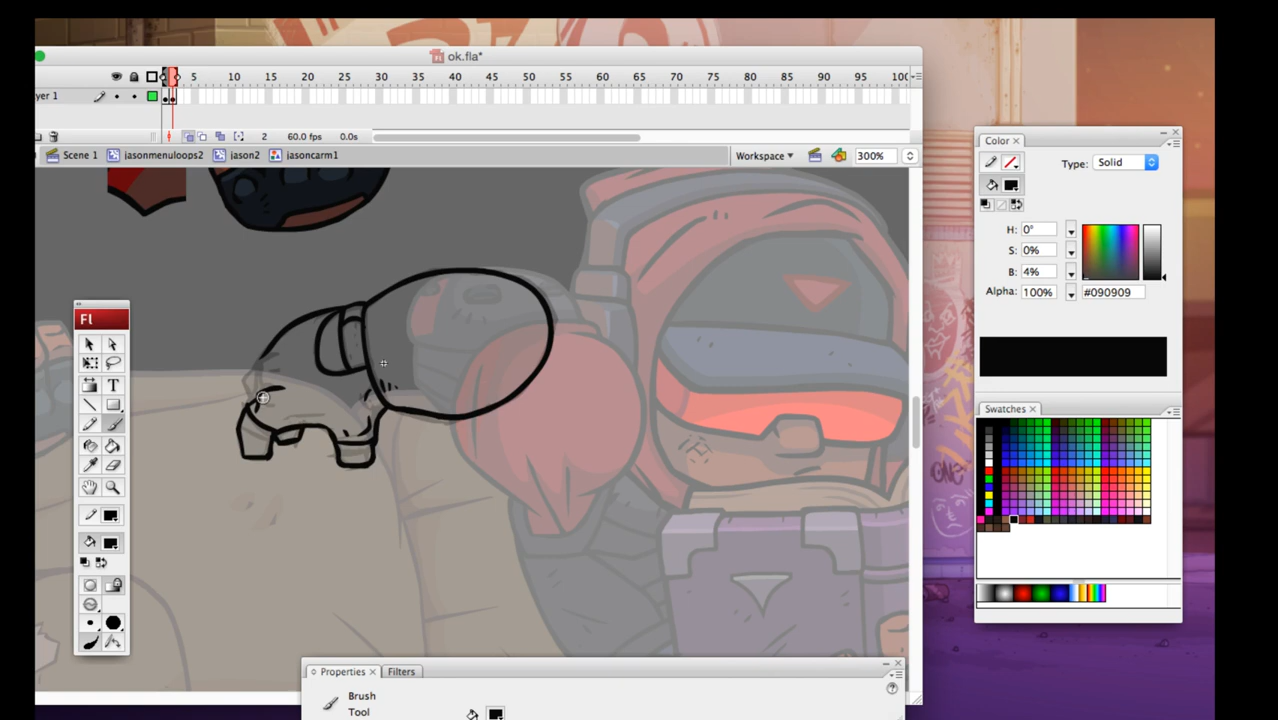 ok.fla*
5 10 15 20 25 30 35 40 45 50 55 60 65 70 75 80 85 90 95 100
yer 1
2 60.0 fps 0.0s
Scene 1 jasonmenuloops2 jason2 jasoncarm1 Workspace 300%
Color
Type: Solid
H: 0°
S: 0%
B: 4%
Alpha: 100% #090909
Fl
T
Swatches
Properties Filters
Brush
Tool